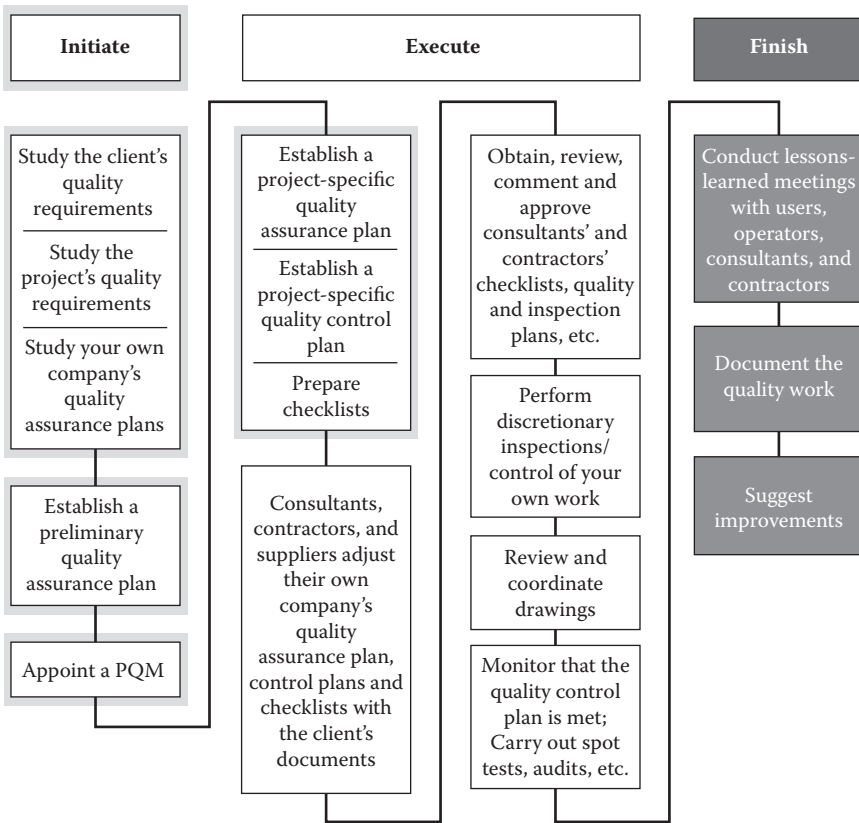 Initiate
Execute
Finish
Study the client's
quality
requirements
Study the
project's quality
requirements
Study your own
company's
quality
assurance plans
Establish a
preliminary
quality
assurance plan
Appoint a PQM
Establish a
project-specific
quality
assurance plan
Establish a
project-specific
quality control
plan
Prepare
checklists
Consultants,
contractors, and
suppliers adjust
their own
company's
quality
assurance plan,
control plans and
checklists with
the client's
documents
Obtain, review,
comment and
approve
consultants' and
contractors'
checklists, quality
and inspection
plans, etc.
Perform
discretionary
inspections/
control of your
own work
Review and
coordinate
drawings
Monitor that the
quality control
plan is met;
Carry out spot
tests, audits, etc.
Conduct lessons-
learned meetings
with users,
operators,
consultants, and
contractors
Document the
quality work
Suggest
improvements